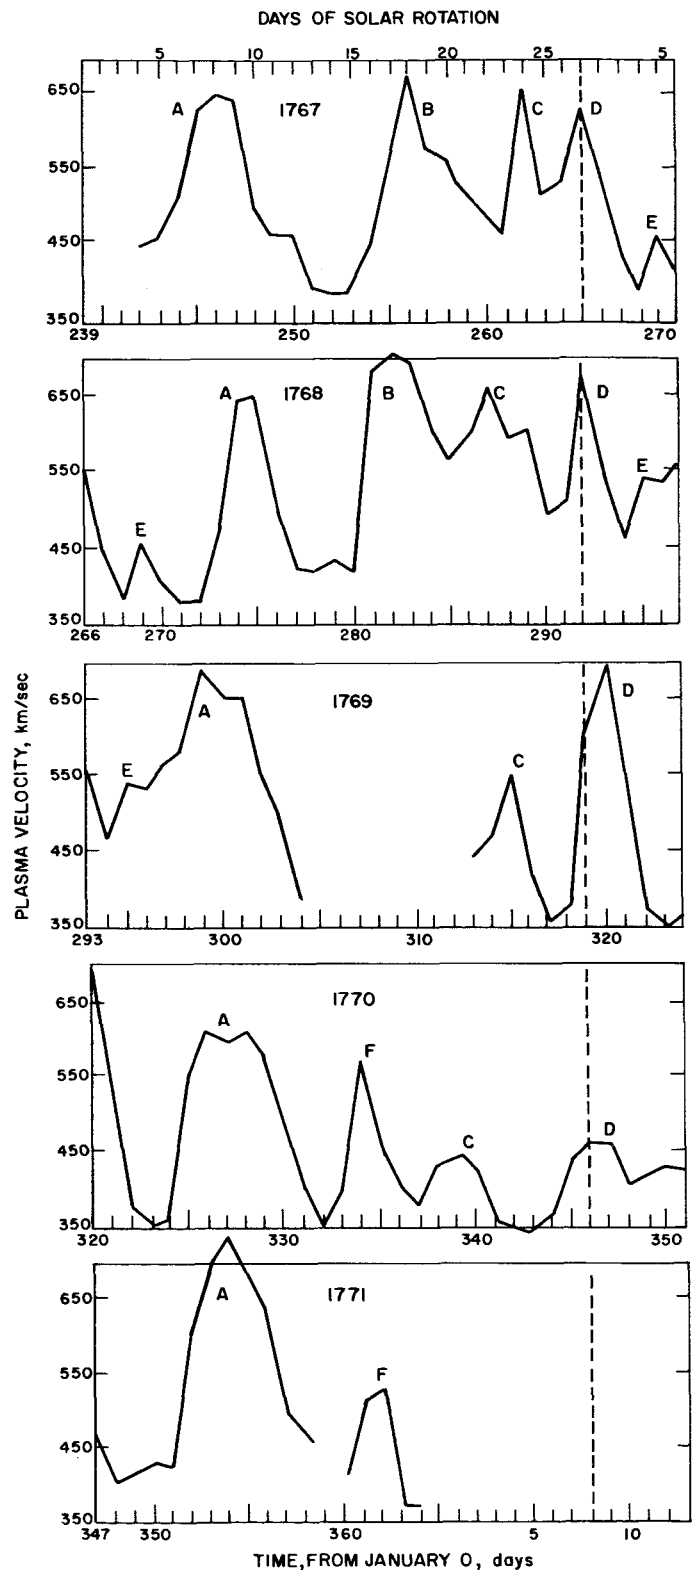 DAYS OF SOLAR ROTATION
5 10 15 20 25 5
650
A 1767 B C D
550
E
450
350
239 250 260 270
650
A 1768 B C D
550
E
E
450
350
266 270 280 290
PLASMA VELOCITY, km/sec
650
A 1769 D
550
E C
450
350
293 300 310 320
650
A 1770
550
F
450
C D
350
320 330 340 350
650
A 1771
550
F
450
350
347 350 360 5 10
TIME, FROM JANUARY 0, days